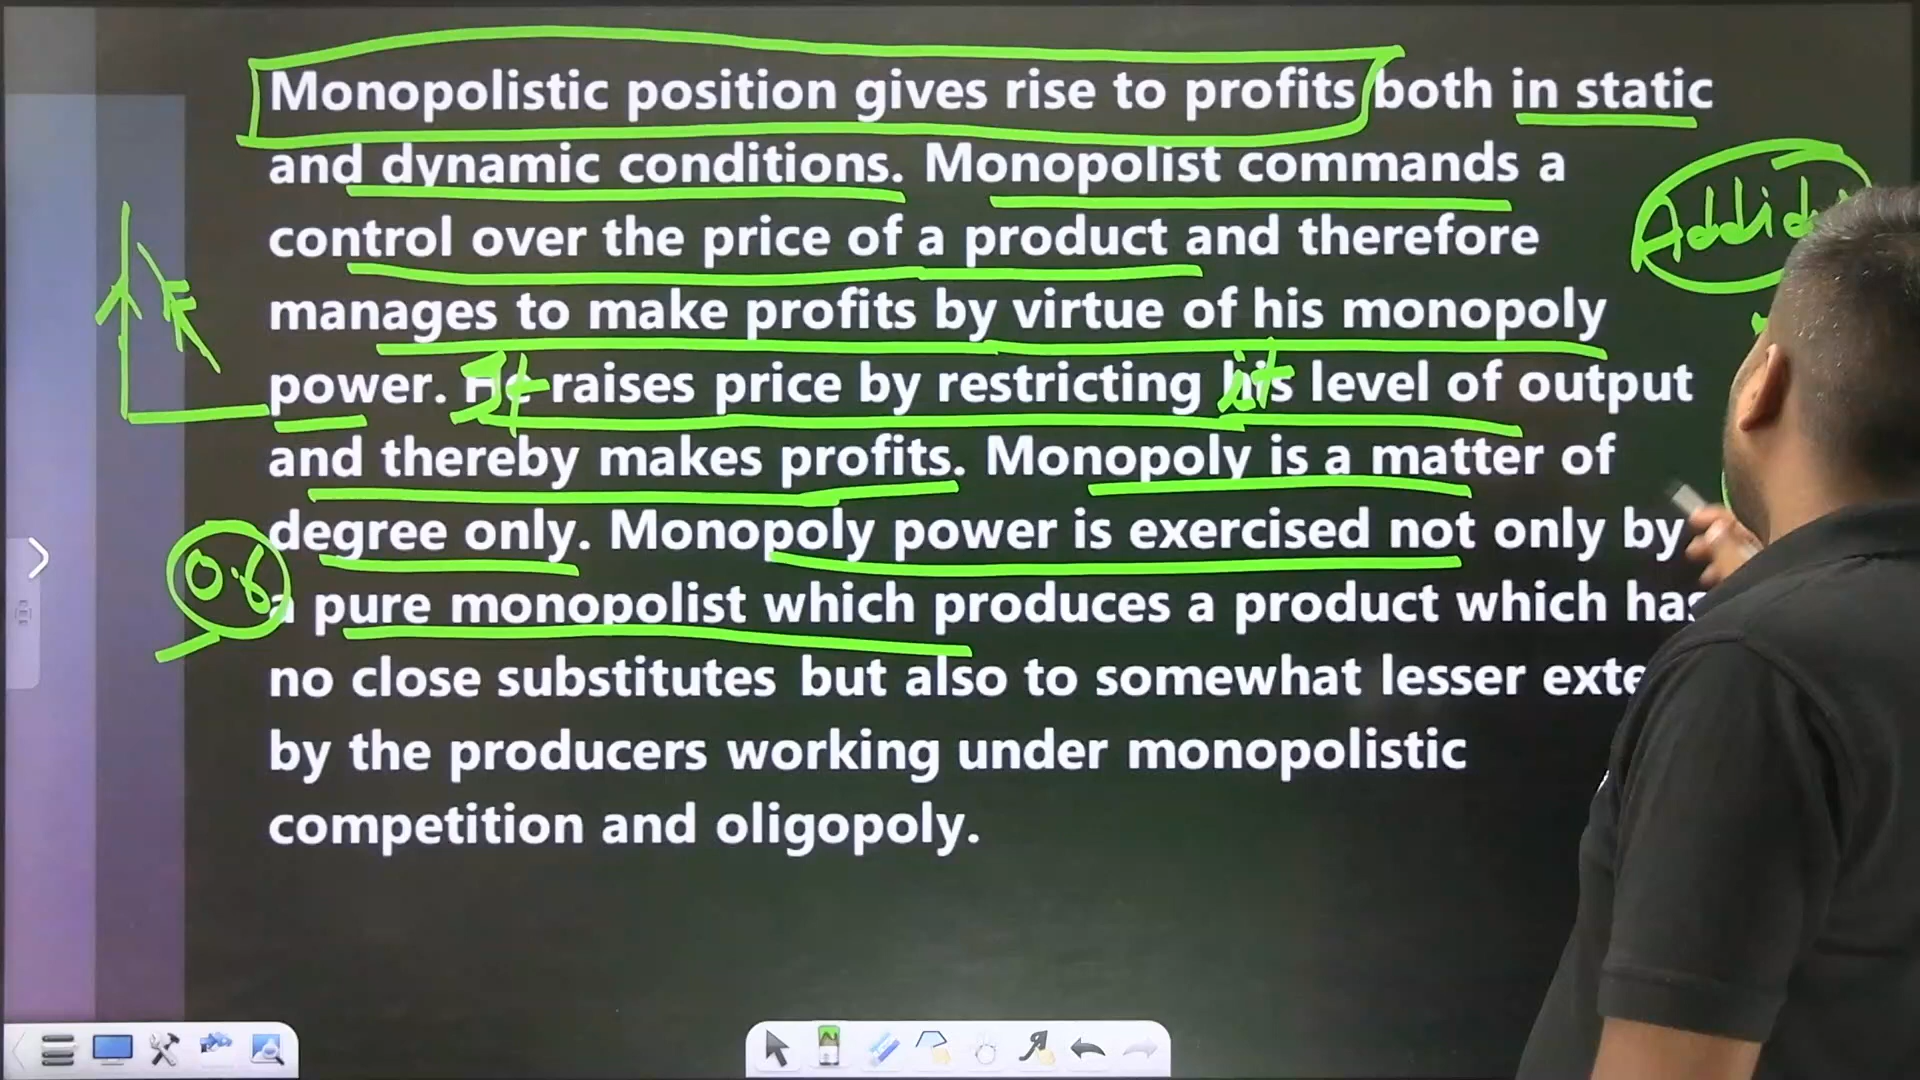 Monopolistic position gives rise to profits both in static
and dynamic conditions. Monopolist commands a
control over the price of a product and therefore
manages to make profits by virtue of his monopoly
power. He raises price by restricting his level of output
It
it
and thereby makes profits. Monopoly is a matter of
degree only. Monopoly power is exercised not only by
a pure monopolist which produces a product which has
no close substitutes but also to somewhat lesser
by the producers working under monopolistic
competition and oligopoly.